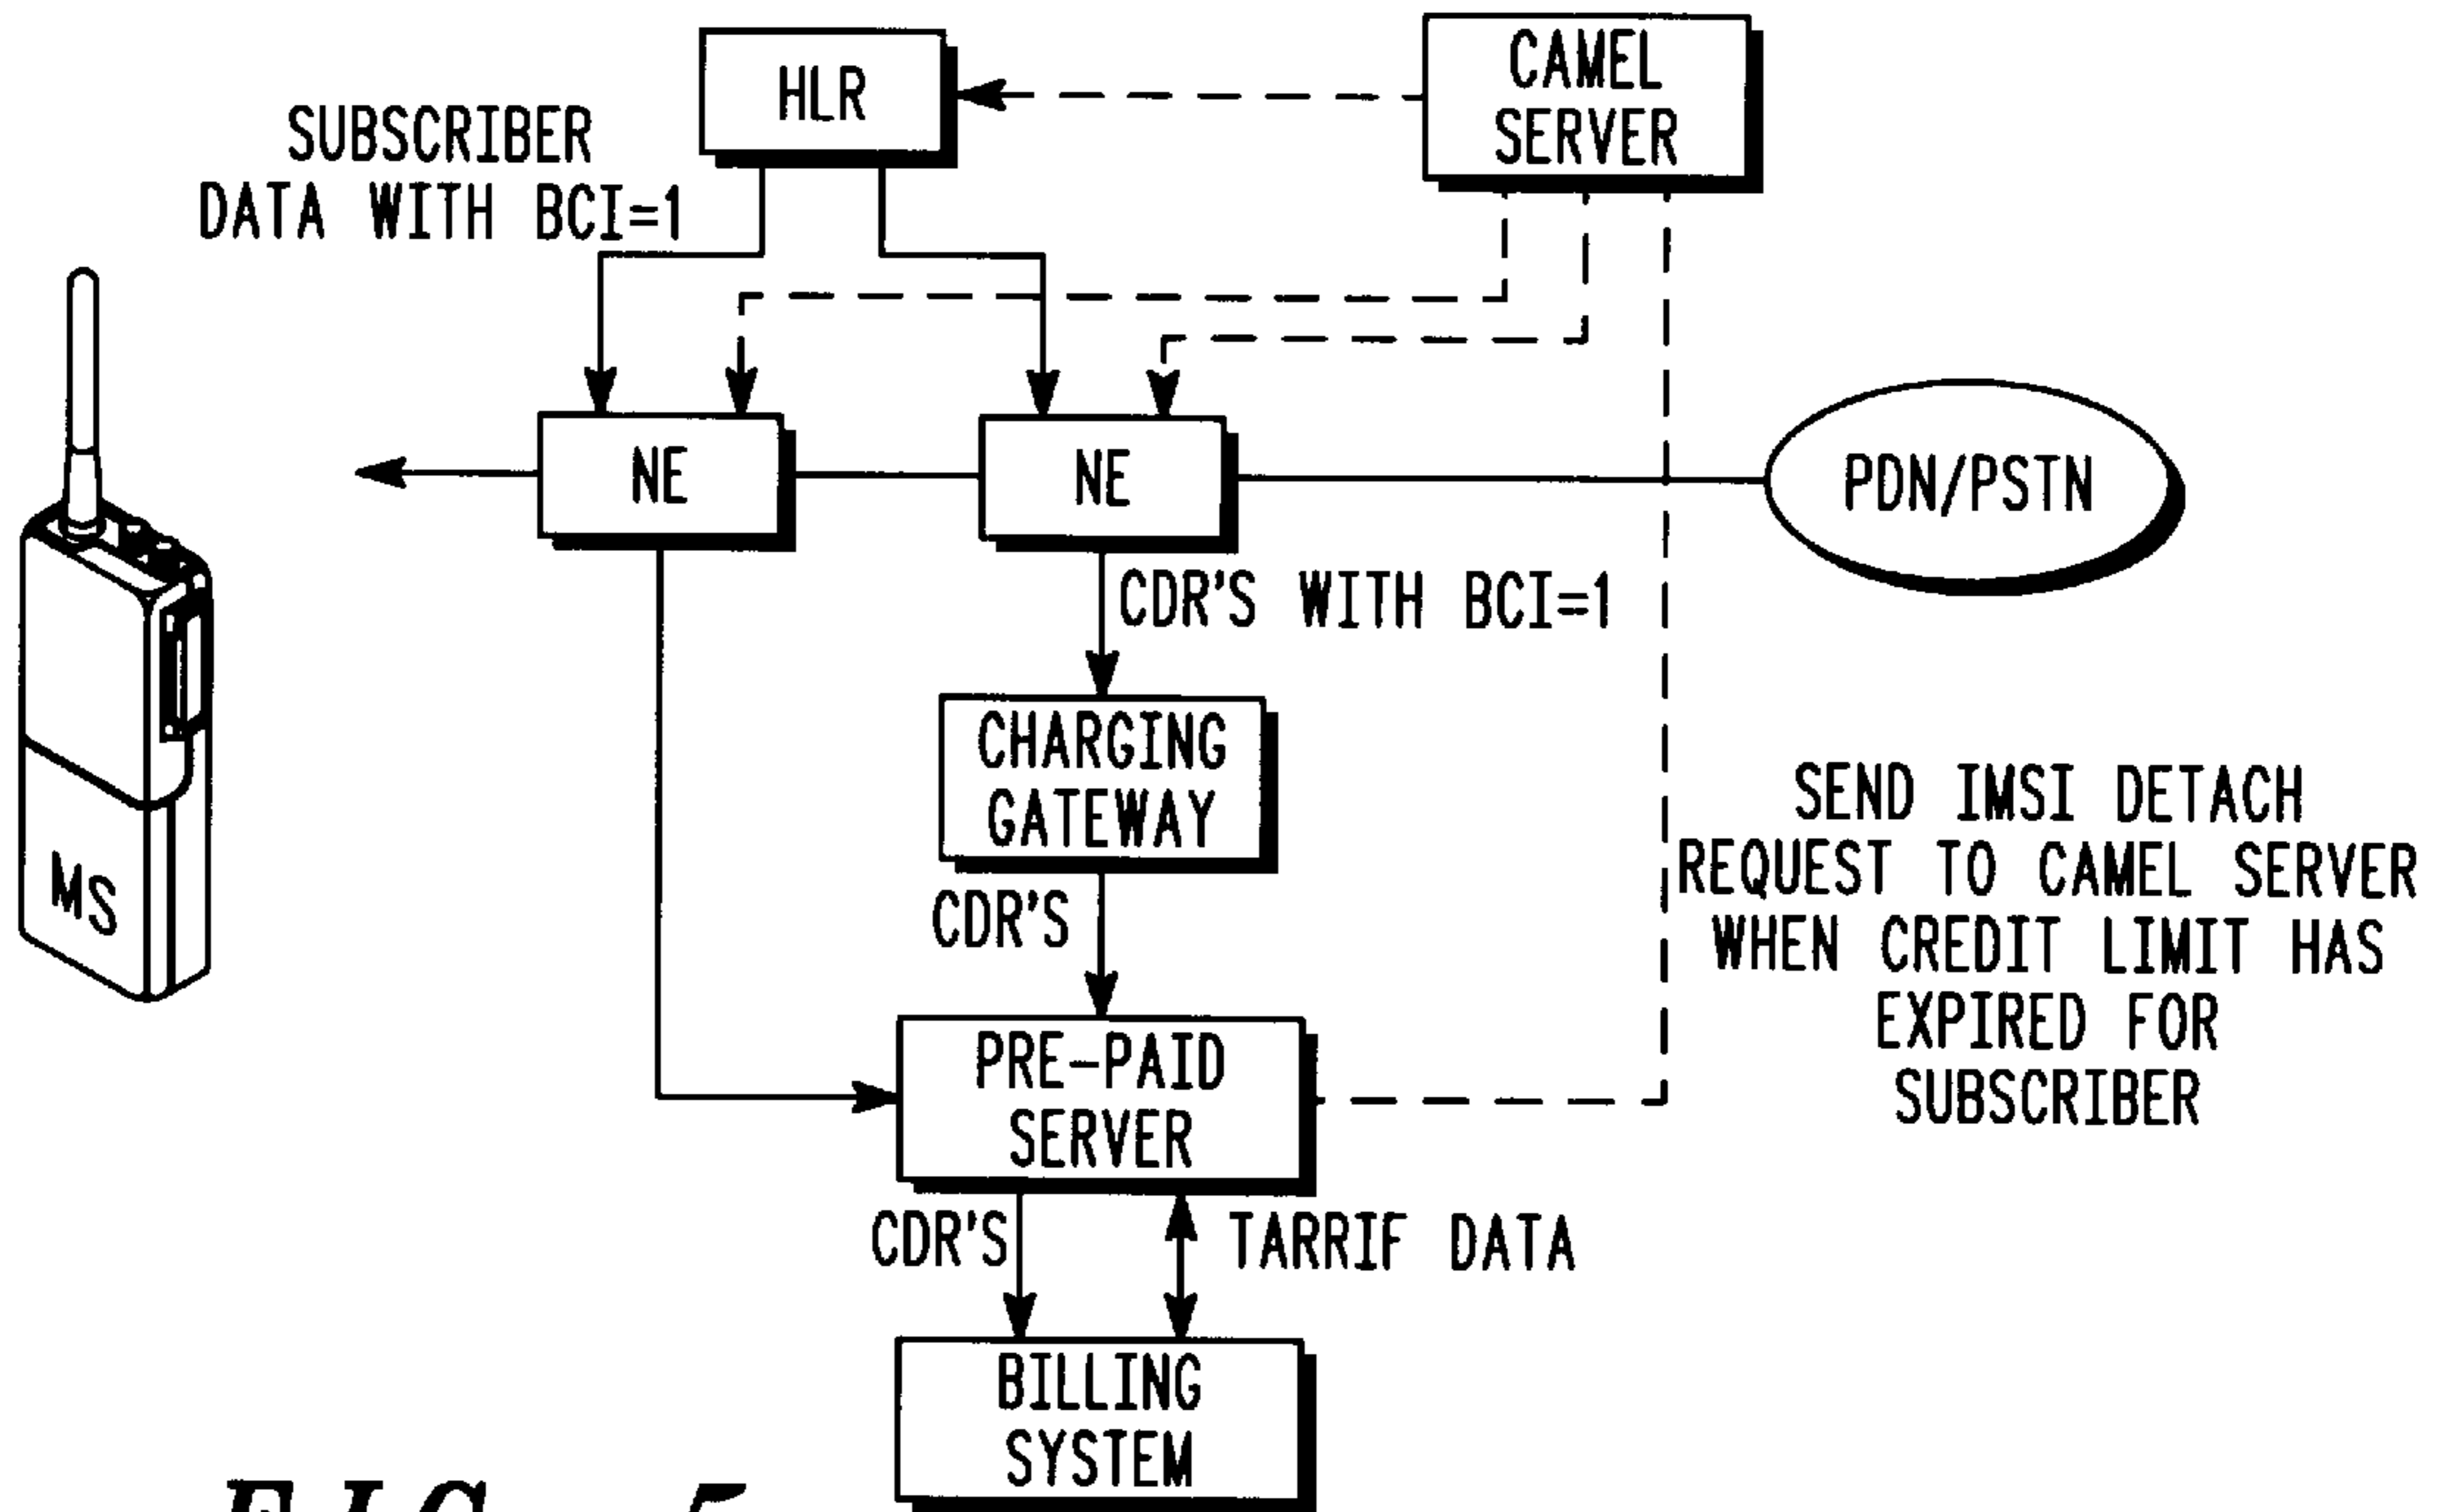 HLR
CAMEL
SERVER
SUBSCRIBER
DATA WITH BCI=1
NE
NE
PDN/PSTN
CDR'S WITH BCI=1
CHARGING
GATEWAY
MS
SEND IMSI DETACH
REQUEST TO CAMEL SERVER
WHEN CREDIT LIMIT HAS
EXPIRED FOR
SUBSCRIBER
CDR'S
PRE-PAID
SERVER
CDR'S
TARRIF DATA
BILLING
SYSTEM